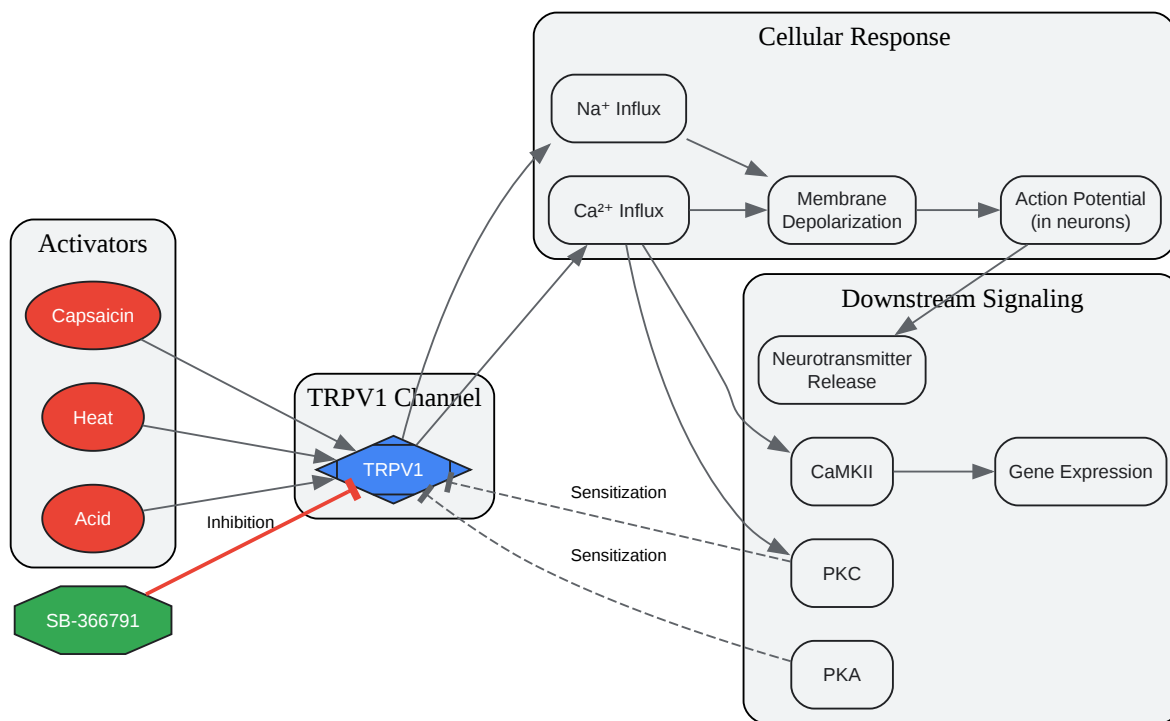 Cellular Response
Na⁺ Influx
Ca²⁺ Influx
Membrane
Depolarization
Action Potential
(in neurons)
Activators
Capsaicin
Heat
Acid
SB-366791
Inhibition
TRPV1 Channel
TRPV1
Sensitization
Sensitization
Downstream Signaling
Neurotransmitter
Release
CaMKII
Gene Expression
PKC
PKA